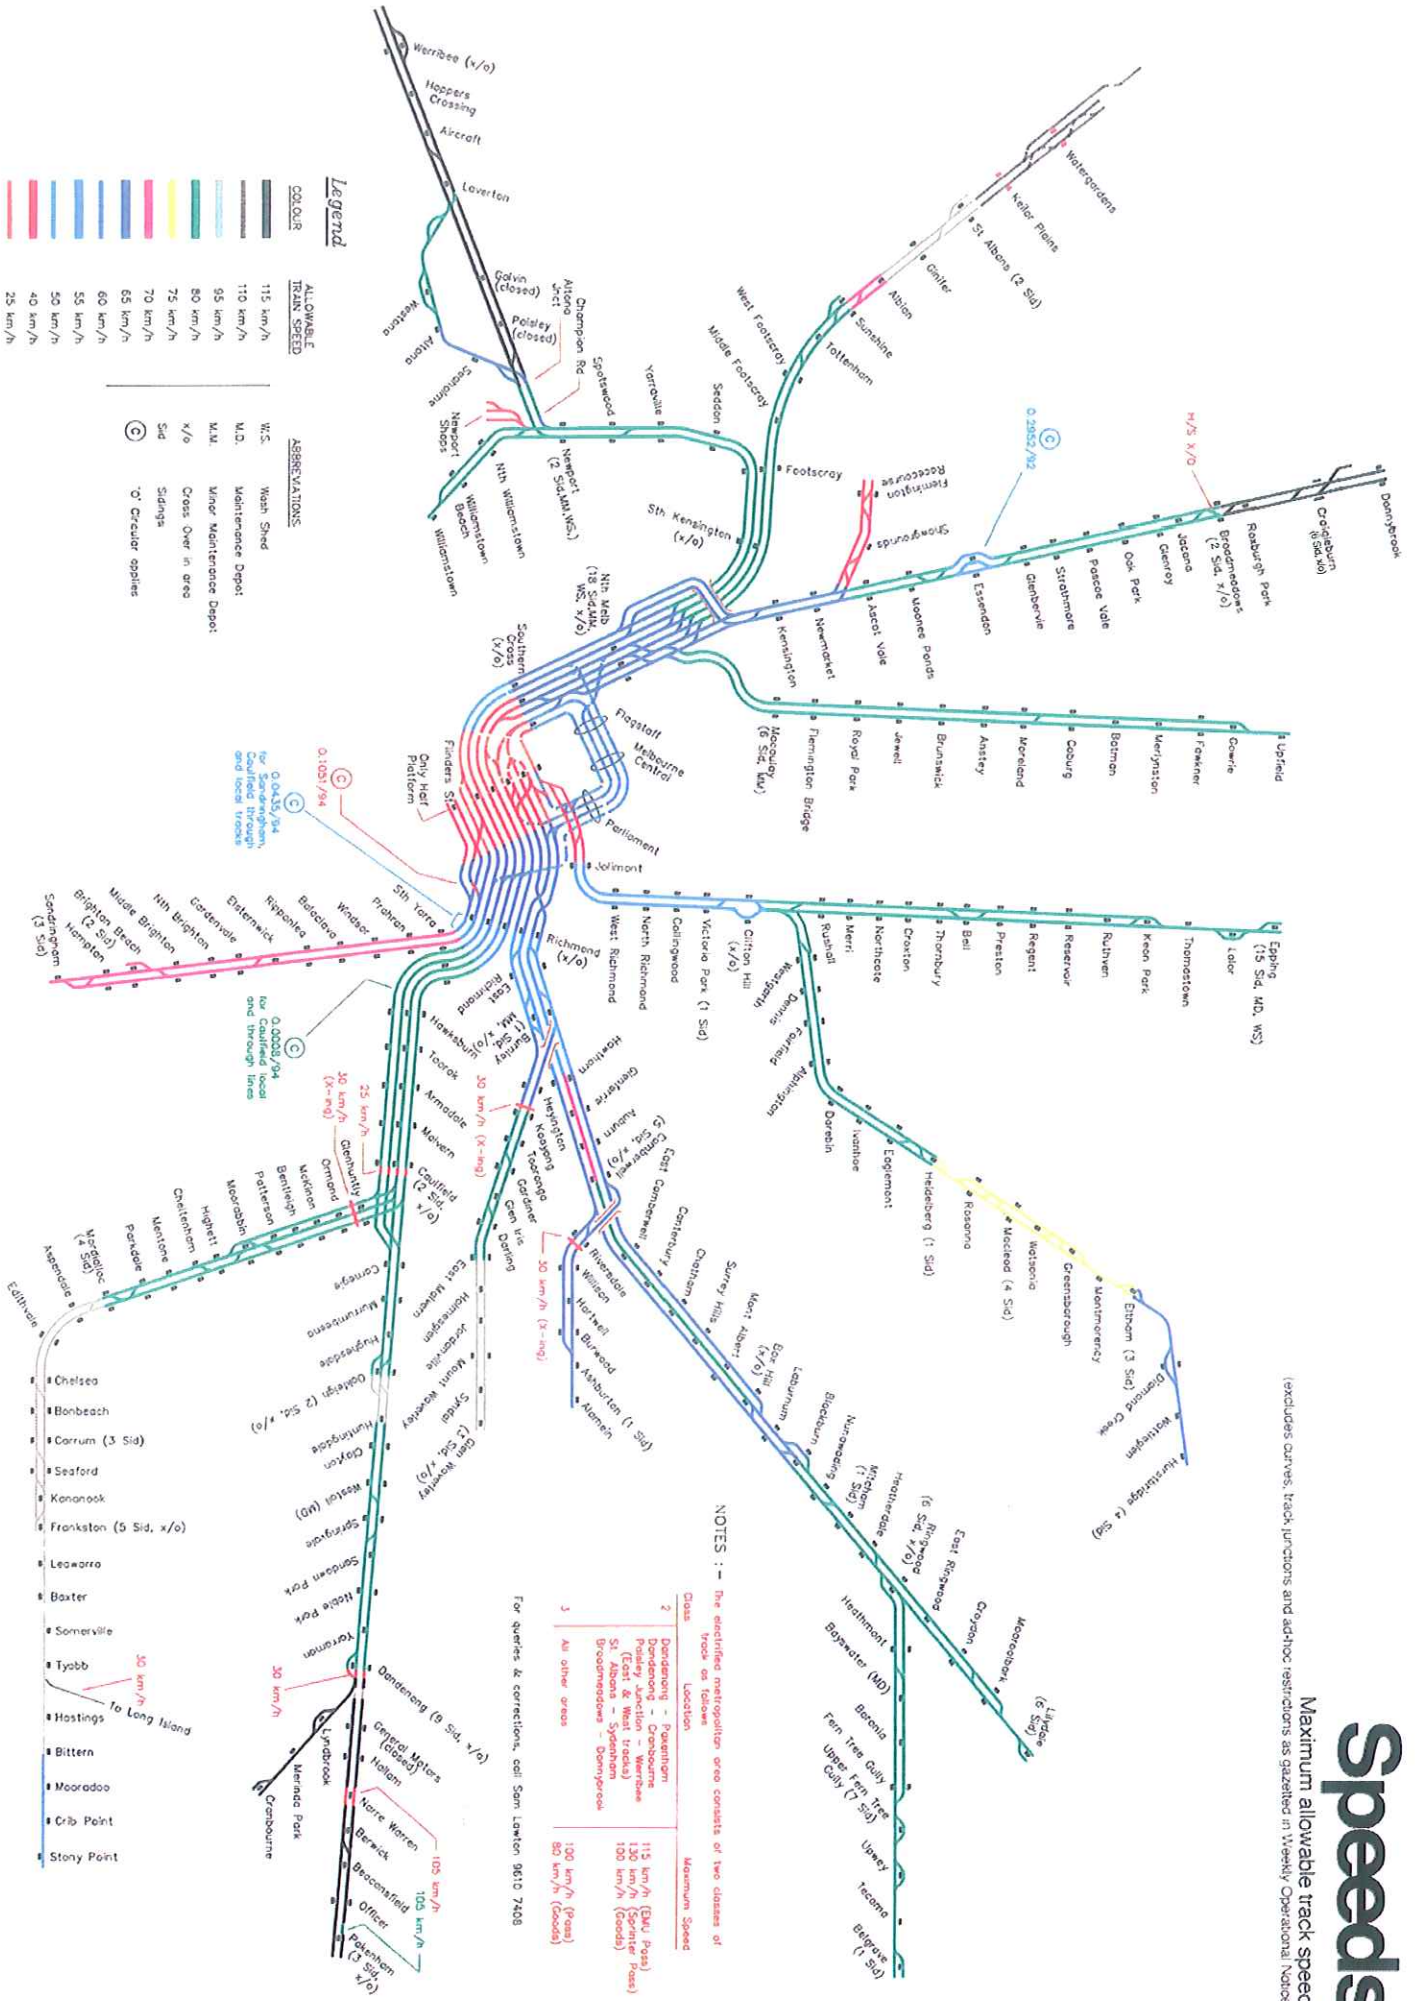 Speeds
Maximum allowable track speed
(excludes curves, track junctions and ad-hoc restrictions as gazetted in Weekly Operational Notice
Donnybrook
Craigieburn
(6 Sid, x/o)
Roxburgh Park
Broadmeadows
(2 Sid, x/o)
H/S X/O
Jacana
Glenroy
Oak Park
Pascoe Vale
Strathmore
Glenbervie
Essendon
C
0.2952/92
Moonee Ponds
Ascot Vale
Newmarket
Kensington
Showgrounds
Flemington
Racecourse
Upfield
Gowrie
Fawkner
Merlynston
Batman
Coburg
Moreland
Anstey
Brunswick
Jewell
Royal Park
Flemington Bridge
Macaulay
(6 Sid, MM)
Epping
(15 Sid, MD, WS)
Lalor
Thomastown
Keon Park
Ruthven
Reservoir
Regent
Preston
Bell
Thornbury
Croxton
Northcote
Merri
Rushall
Clifton Hill
(x/o)
Victoria Park (1 Sid)
Collingwood
North Richmond
West Richmond
Jolimont
Westgarth
Dennis
Fairfield
Alphington
Darebin
Ivanhoe
Eaglemont
Heidelberg (1 Sid)
Rosanna
Macleod (4 Sid)
Watsonia
Greensborough
Montmorency
Eltham (3 Sid)
Diamond Creek
Wattleglen
Hurstbridge (4 Sid)
Watergardens
Keilor Plains
St Albans (2 Sid)
Ginifer
Albion
Sunshine
Tottenham
West Footscray
Middle Footscray
Footscray
Sth Kensington
(x/o)
Seddon
Yarraville
Spotswood
Newport
(2 Sid,MM,WS,)
Champion Rd
Altona
Jnct
Paisley
(closed)
Galvin
(closed)
Laverton
Aircraft
Hoppers
Crossing
Werribee (x/o)
Westona
Altona
Seaholme
Newport
Shops
Nth Williamstown
Williamstown
Beach
Williamstown
Nth Melb
(18 Sid,MM,
WS, x/o)
Southern
Cross
(x/o)
Flagstaff
Melbourne
Central
Parliament
Flinders St
Only Half
Platform
C
0.1051/94
C
0.0435/94
for Sandringham,
Caulfield through
and local tracks
Richmond
(x/o)
East
Richmond
Burnley
(1 Sid
MM, x/o)
Sth Yarra
Prahran
Windsor
Balaclava
Ripponlea
Elsternwick
Gardenvale
Nth Brighton
Middle Brighton
Brighton Beach
(2 Sid)
Hampton
Sandringham
(3 Sid)
C
0.0008/94
for Caulfield local
and through lines
Hawksburn
Toorak
Armadale
Malvern
Caulfield
(2 Sid,
x/o)
25 km/h
30 km/h
(X-ing)
Glenhuntly
Ormond
McKinon
Bentleigh
Patterson
Moorabbin
Highett
Cheltenham
Mentone
Parkdale
Mordialloc
(4 Sid)
Aspendale
Edithvale
Chelsea
Bonbeach
Carrum (3 Sid)
Seaford
Kananook
Frankston (5 Sid, x/o)
Leawarra
Baxter
Somerville
Tyabb
30 km/h
To Long Island
Hastings
Bittern
Mooradoo
Crib Point
Stony Point
Carnegie
Murrumbeena
Hughesdale
Oakleigh (2 Sid, x/o)
Huntingdale
Clayton
Westall (MD)
Springvale
Sandown Park
Noble Park
Yarraman
Dandenong (9 Sid, x/o)
30 km/h
Lyndbrook
Merinda Park
Cranbourne
General Motors
(closed)
Hallam
Narre Warren
105 km/h
Berwick
Beaconsfield
Officer
105 km/h
Pakenham
(3 Sid,
x/o)
30 km/h (X-ing)
Heyington
Kooyong
Tooronga
Gardiner
Glen Iris
Darling
East Malvern
Holmesglen
Jordanville
Mount Waverley
Syndal
Glen Waverley
(3 Sid,
x/o)
Hawthorn
Glenferrie
Auburn
Camberwell
(5 Sid, x/o)
East Camberwell
Canterbury
Chatham
Surrey Hills
Mont Albert
Box Hill
(x/o)
Laburnum
Blackburn
Nunawading
Mitcham
(1 Sid)
Heatherdale
Ringwood
(6 Sid, x/o)
East Ringwood
Croydon
Mooroolbark
Lilydale
(6 Sid)
Riversdale
30 km/h (X-ing)
Willison
Hartwell
Burwood
Ashburton (1 Sid)
Alamein
Heathmont
Bayswater (MD)
Boronia
Fern Tree Gully
Upper Fern Tree
Gully (7 Sid)
Upwey
Tecoma
Belgrave
(1 Sid)
Legend
COLOUR ALLOWABLE TRAIN SPEED
115 km/h
110 km/h
95 km/h
80 km/h
75 km/h
70 km/h
65 km/h
60 km/h
55 km/h
50 km/h
40 km/h
25 km/h
ABBREVIATIONS
W.S. Wash Shed
M.D. Maintenance Depot
M.M. Minor Maintenance Depot
x/o Cross Over in area
Sid Sidings
C 'O' Circular applies
NOTES :- The electrified metropolitan area consists of two classes of
track as follows
Class Location Maximum Speed
2 Dandenong - Pakenham 115 km/h (EMU Pass)
Dandenong - Cranbourne 130 km/h (Sprinter Pass)
Paisley Junction - Werribee 100 km/h (Goods)
(East & West tracks)
St. Albans - Sydenham
Broadmeadows - Donnybrook
3 All other areas 100 km/h (Pass)
80 km/h (Goods)
For queries & corrections, call Sam Lawton 9610 7408